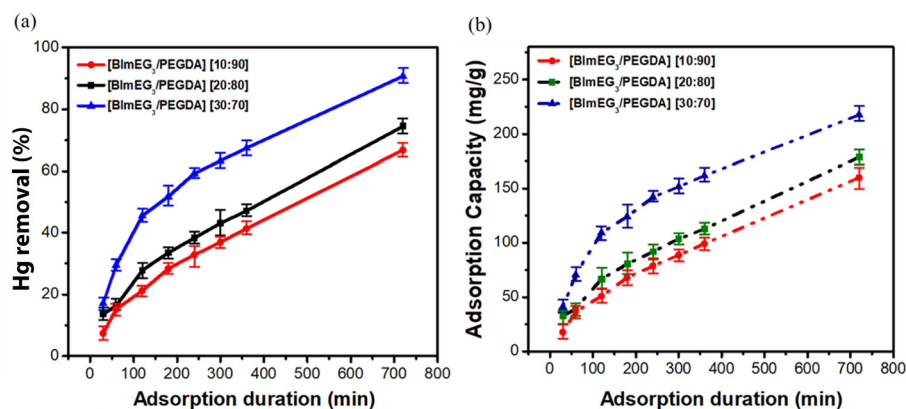 (a)
100
80
60
40
20
0
Hg removal (%)
[BImEG3/PEGDA] [10:90]
[BImEG3/PEGDA] [20:80]
[BImEG3/PEGDA] [30:70]
0 100 200 300 400 500 600 700 800
Adsorption duration (min)
(b)
250
200
150
100
50
0
Adsorption Capacity (mg/g)
[BImEG3/PEGDA] [10:90]
[BImEG3/PEGDA] [20:80]
[BImEG3/PEGDA] [30:70]
0 100 200 300 400 500 600 700 800
Adsorption duration (min)